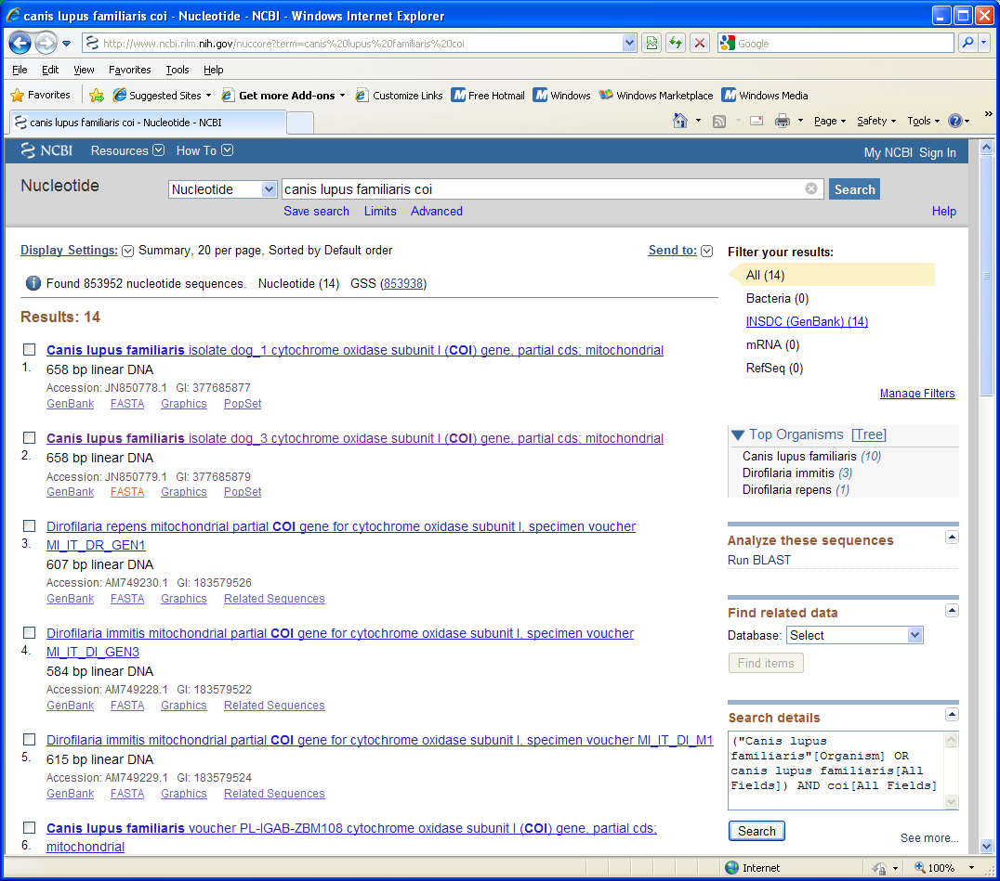 canis lupus familiaris coi - Nucleotide - NCBI - Windows Internet Explorer
http://www.ncbi.nlm.nih.gov/nuccore?term=canis%20lupus%20familiaris%20coi
Google
File Edit View Favorites Tools Help
Favorites Suggested Sites Get more Add-ons Customize Links Free Hotmail Windows Windows Marketplace Windows Media
canis lupus familiaris coi - Nucleotide - NCBI
Page Safety Tools
NCBI Resources How To My NCBI Sign In
Nucleotide
Nucleotide canis lupus familiaris coi Search
Save search Limits Advanced Help
Display Settings: Summary, 20 per page, Sorted by Default order Send to:
Found 853952 nucleotide sequences. Nucleotide (14) GSS (853938)
Results: 14
Canis lupus familiaris isolate dog_1 cytochrome oxidase subunit I (COI) gene, partial cds; mitochondrial
1.
658 bp linear DNA
Accession: JN850778.1 GI: 377685877
GenBank FASTA Graphics PopSet
Canis lupus familiaris isolate dog_3 cytochrome oxidase subunit I (COI) gene, partial cds; mitochondrial
2.
658 bp linear DNA
Accession: JN850779.1 GI: 377685879
GenBank FASTA Graphics PopSet
Dirofilaria repens mitochondrial partial COI gene for cytochrome oxidase subunit I, specimen voucher
3. MI_IT_DR_GEN1
607 bp linear DNA
Accession: AM749230.1 GI: 183579526
GenBank FASTA Graphics Related Sequences
Dirofilaria immitis mitochondrial partial COI gene for cytochrome oxidase subunit I, specimen voucher
4. MI_IT_DI_GEN3
584 bp linear DNA
Accession: AM749228.1 GI: 183579522
GenBank FASTA Graphics Related Sequences
Dirofilaria immitis mitochondrial partial COI gene for cytochrome oxidase subunit I, specimen voucher MI_IT_DI_M1
5.
615 bp linear DNA
Accession: AM749229.1 GI: 183579524
GenBank FASTA Graphics Related Sequences
Canis lupus familiaris voucher PL-IGAB-ZBM108 cytochrome oxidase subunit I (COI) gene, partial cds;
6. mitochondrial
Filter your results:
All (14)
Bacteria (0)
INSDC (GenBank) (14)
mRNA (0)
RefSeq (0)
Manage Filters
Top Organisms [Tree]
Canis lupus familiaris (10)
Dirofilaria immitis (3)
Dirofilaria repens (1)
Analyze these sequences
Run BLAST
Find related data
Database: Select
Find items
Search details
("Canis lupus
familiaris"[Organism] OR
canis lupus familiaris[All
Fields]) AND coi[All Fields]
Search
See more...
Internet 100%